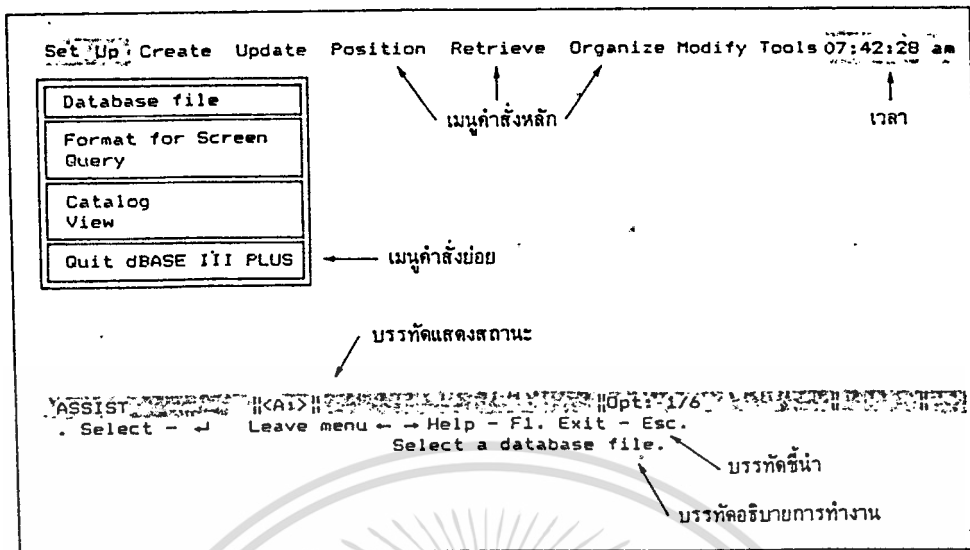 Set Up Create Update Position Retrieve Organize Modify Tools 07:42:28 am
Database file
เมนูคำสั่งหลัก
เวลา
Format for Screen
Query
Catalog
View
Quit dBASE III PLUS
เมนูคำสั่งย่อย
บรรทัดแสดงสถานะ
ASSIST ||<A:>|| ||Opt: 1/6 || ||
. Select - ↵ Leave menu ← → Help - F1. Exit - Esc.
Select a database file.
บรรทัดชี้นำ
บรรทัดอธิบายการทำงาน